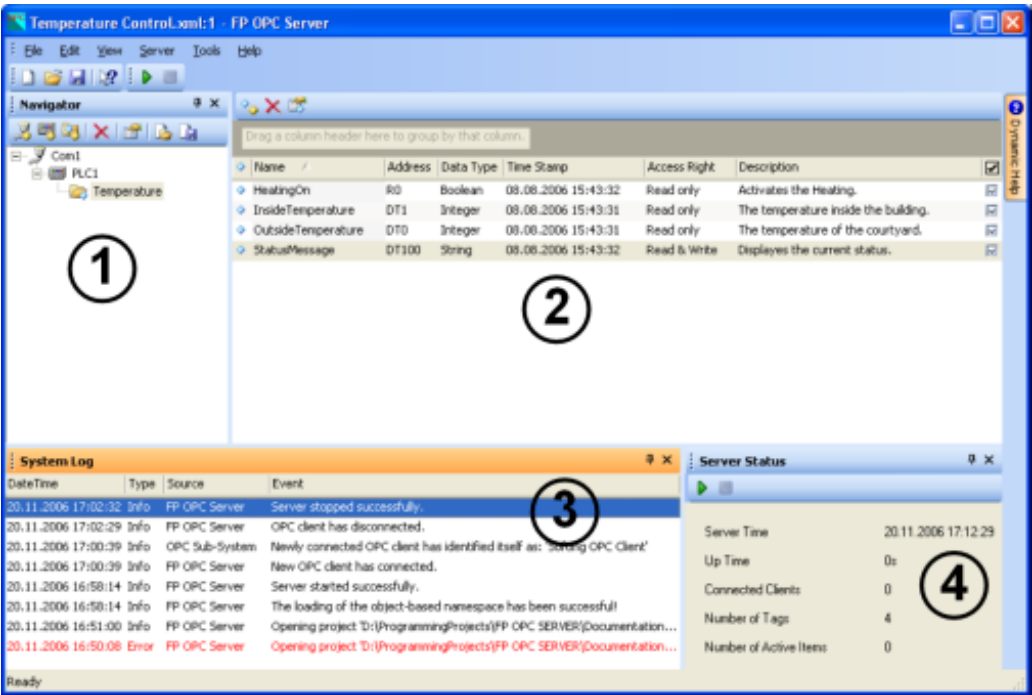 Temperature Control.xml:1 - FP OPC Server
File Edit View Server Tools Help
Navigator
Com1
PLC1
Temperature
1
Drag a column header here to group by that column.
Name Address Data Type Time Stamp Access Right Description
HeatingOn R0 Boolean 08.08.2006 15:43:32 Read only Activates the Heating.
InsideTemperature DT1 Integer 08.08.2006 15:43:31 Read only The temperature inside the building.
OutsideTemperature DT0 Integer 08.08.2006 15:43:31 Read only The temperature of the courtyard.
StatusMessage DT100 String 08.08.2006 15:43:32 Read & Write Displayes the current status.
2
Dynamic Help
System Log
DateTime Type Source Event
20.11.2006 17:02:32 Info FP OPC Server Server stopped successfully.
20.11.2006 17:02:29 Info FP OPC Server OPC client has disconnected.
20.11.2006 17:00:39 Info OPC Sub-System Newly connected OPC client has identified itself as: 'Softing OPC Client'
20.11.2006 17:00:39 Info FP OPC Server New OPC client has connected.
20.11.2006 16:58:14 Info FP OPC Server Server started successfully.
20.11.2006 16:58:14 Info FP OPC Server The loading of the object-based namespace has been successful!
20.11.2006 16:51:00 Info FP OPC Server Opening project 'D:\ProgrammingProjects\FP OPC SERVER\Documentation...
20.11.2006 16:50:08 Error FP OPC Server Opening project 'D:\ProgrammingProjects\FP OPC SERVER\Documentation...
3
Server Status
Server Time 20.11.2006 17:12:29
Up Time 0s
Connected Clients 0
Number of Tags 4
Number of Active Items 0
4
Ready